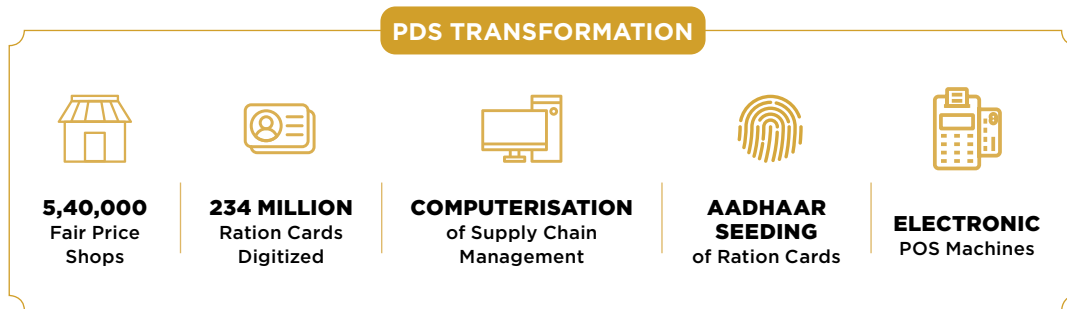 PDS TRANSFORMATION
5,40,000
Fair Price
Shops
234 MILLION
Ration Cards
Digitized
COMPUTERISATION
of Supply Chain
Management
AADHAAR
SEEDING
of Ration Cards
ELECTRONIC
POS Machines